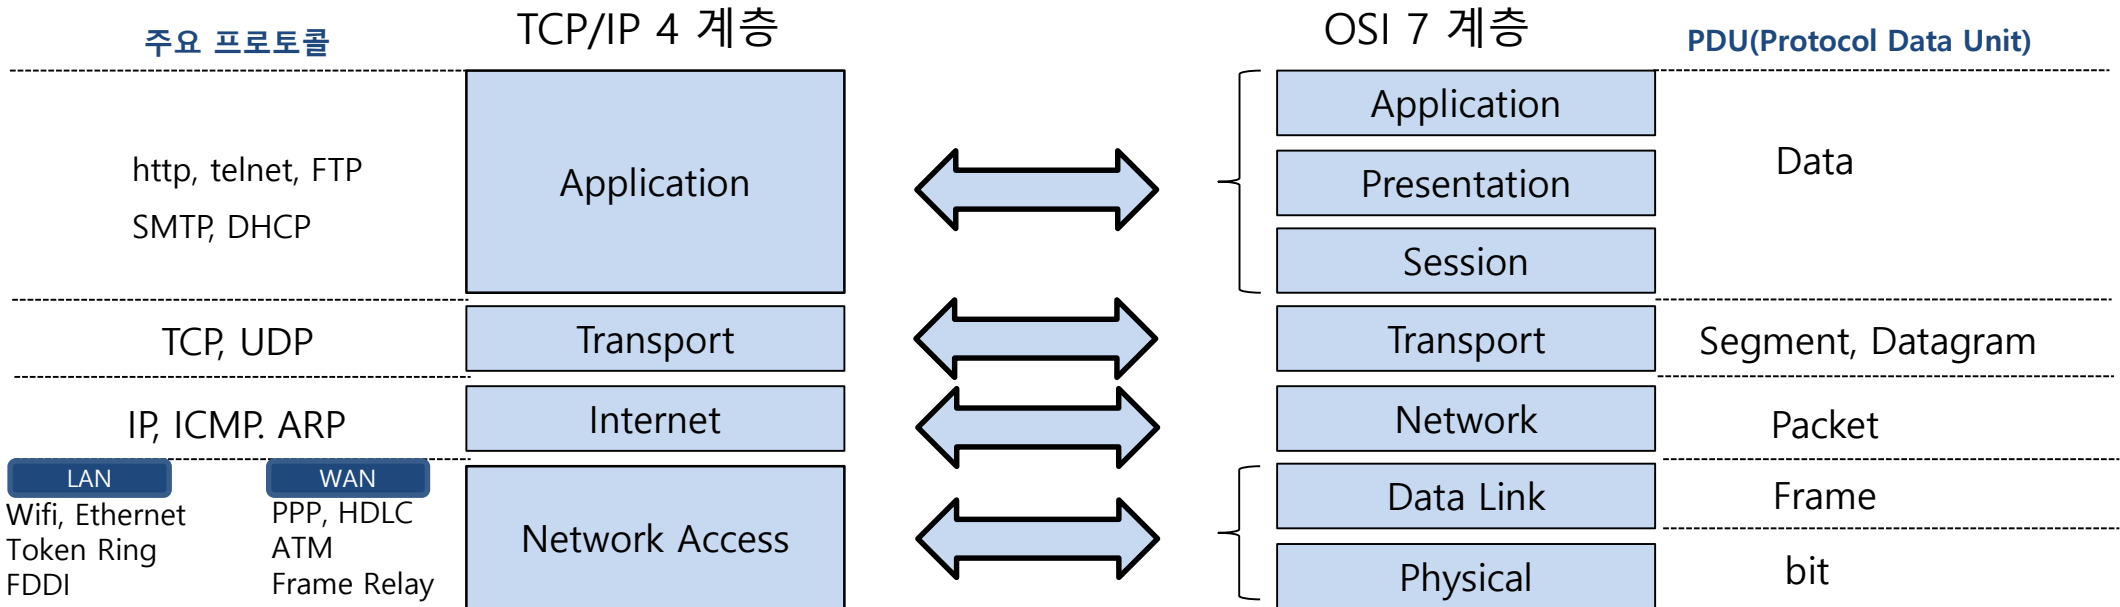 주요 프로토콜
TCP/IP 4 계층
OSI 7 계층
PDU(Protocol Data Unit)
http, telnet, FTP
SMTP, DHCP
Application
Application
Presentation
Session
Data
TCP, UDP
Transport
Transport
Segment, Datagram
IP, ICMP. ARP
Internet
Network
Packet
LAN
Wifi, Ethernet
Token Ring
FDDI
WAN
PPP, HDLC
ATM
Frame Relay
Network Access
Data Link
Frame
Physical
bit